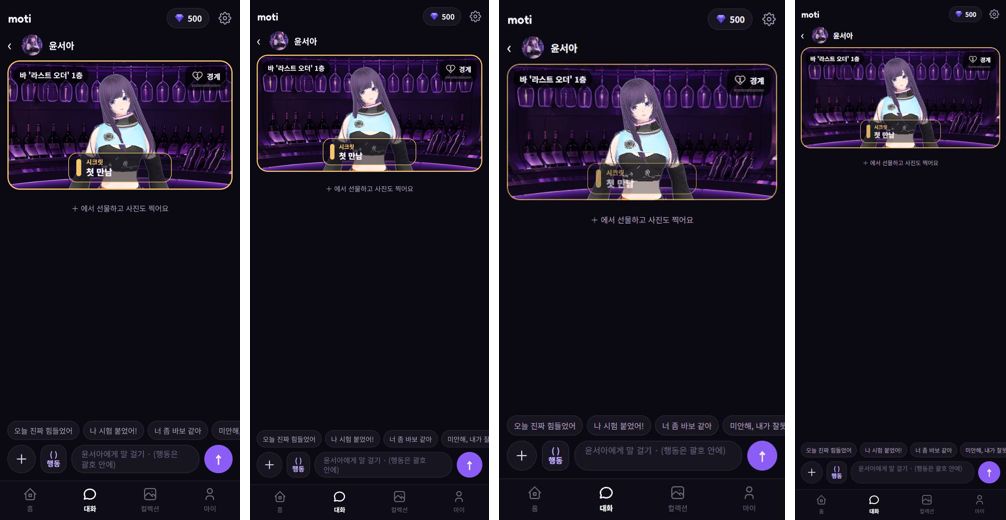 moti
500
윤서아
바 '라스트 오더' 1층
경계
시크릿
첫 만남
+ 에서 선물하고 사진도 찍어요
오늘 진짜 힘들었어
나 시험 붙었어!
너 좀 바보 같아
미안해
( )
행동
윤서아에게 말 걸기 · (행동은
괄호 안에)
홈
대화
컬렉션
마이
moti
500
윤서아
바 '라스트 오더' 1층
경계
시크릿
첫 만남
+ 에서 선물하고 사진도 찍어요
오늘 진짜 힘들었어
나 시험 붙었어!
너 좀 바보 같아
미안해, 내가 잘
( )
행동
윤서아에게 말 걸기 · (행동은 괄호
안에)
홈
대화
컬렉션
마이
moti
500
윤서아
바 '라스트 오더' 1층
경계
시크릿
첫 만남
+ 에서 선물하고 사진도 찍어요
오늘 진짜 힘들었어
나 시험 붙었어!
너 좀 바보 같아
미안해, 내가 잘못
( )
행동
윤서아에게 말 걸기 · (행동은 괄호 안에)
홈
대화
컬렉션
마이
moti
500
윤서아
바 '라스트 오더' 1층
경계
시크릿
첫 만남
+ 에서 선물하고 사진도 찍어요
오늘 진짜 힘들었어
나 시험 붙었어!
너 좀 바보 같아
미안해, 내가 잘못
( )
행동
윤서아에게 말 걸기 · (행동은 괄호 안에)
홈
대화
컬렉션
마이